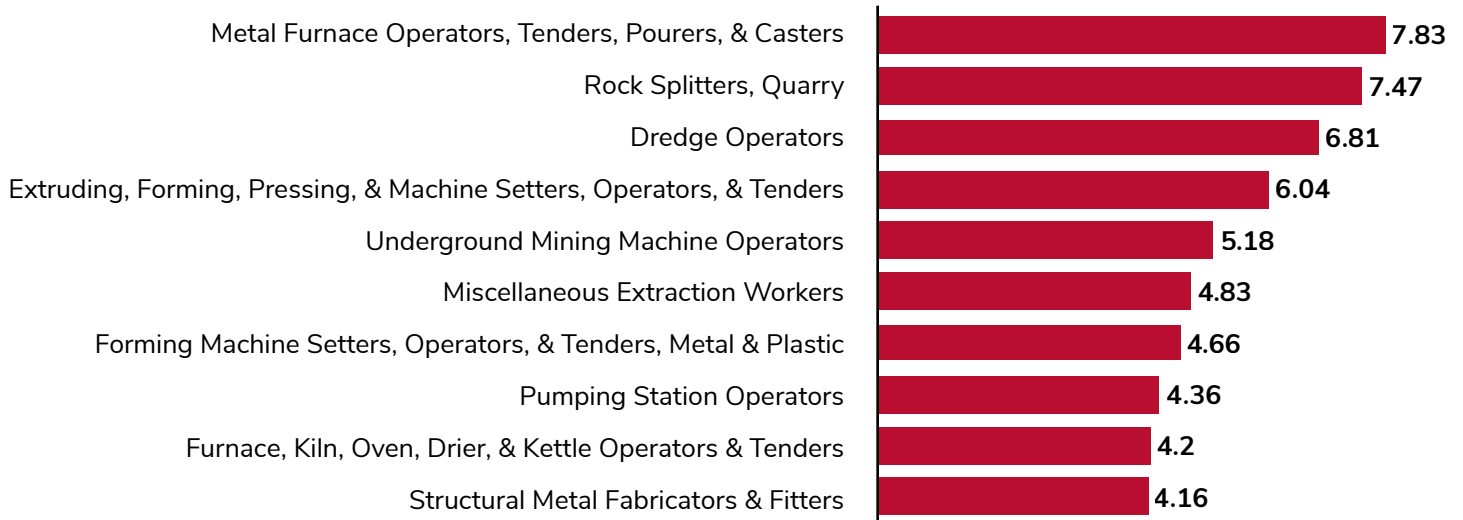 Metal Furnace Operators, Tenders, Pourers, & Casters 7.83
Rock Splitters, Quarry 7.47
Dredge Operators 6.81
Extruding, Forming, Pressing, & Machine Setters, Operators, & Tenders 6.04
Underground Mining Machine Operators 5.18
Miscellaneous Extraction Workers 4.83
Forming Machine Setters, Operators, & Tenders, Metal & Plastic 4.66
Pumping Station Operators 4.36
Furnace, Kiln, Oven, Drier, & Kettle Operators & Tenders 4.2
Structural Metal Fabricators & Fitters 4.16